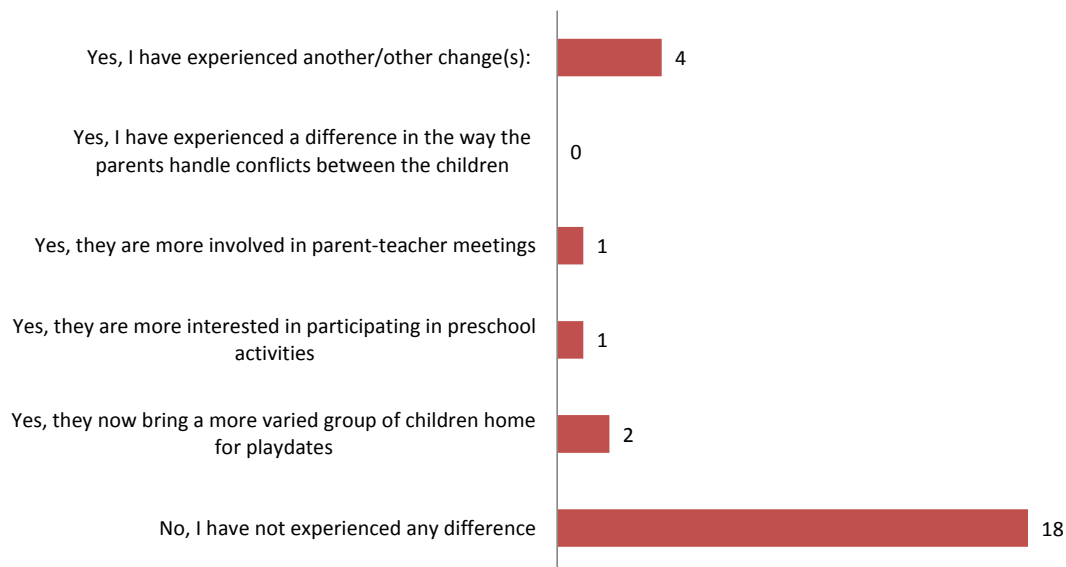 Yes, I have experienced another/other change(s):
4
Yes, I have experienced a difference in the way the
parents handle conflicts between the children
0
Yes, they are more involved in parent-teacher meetings
1
Yes, they are more interested in participating in preschool
activities
1
Yes, they now bring a more varied group of children home
for playdates
2
No, I have not experienced any difference
18